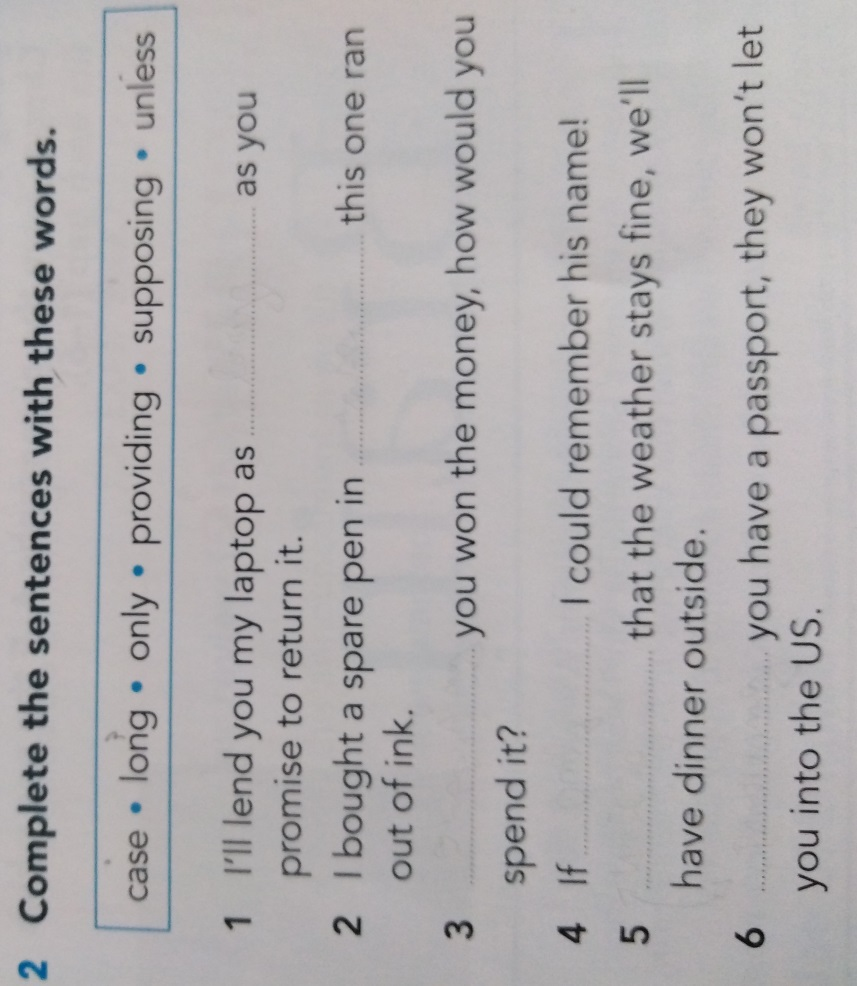 2 Complete the sentences with these words.
case • long • only • providing • supposing • unless
1 I'll lend you my laptop as .................... as you
promise to return it.
2 I bought a spare pen in .................... this one ran
out of ink.
3 .................... you won the money, how would you
spend it?
4 If .................... I could remember his name!
5 .................... that the weather stays fine, we'll
have dinner outside.
6 .................... you have a passport, they won't let
you into the US.